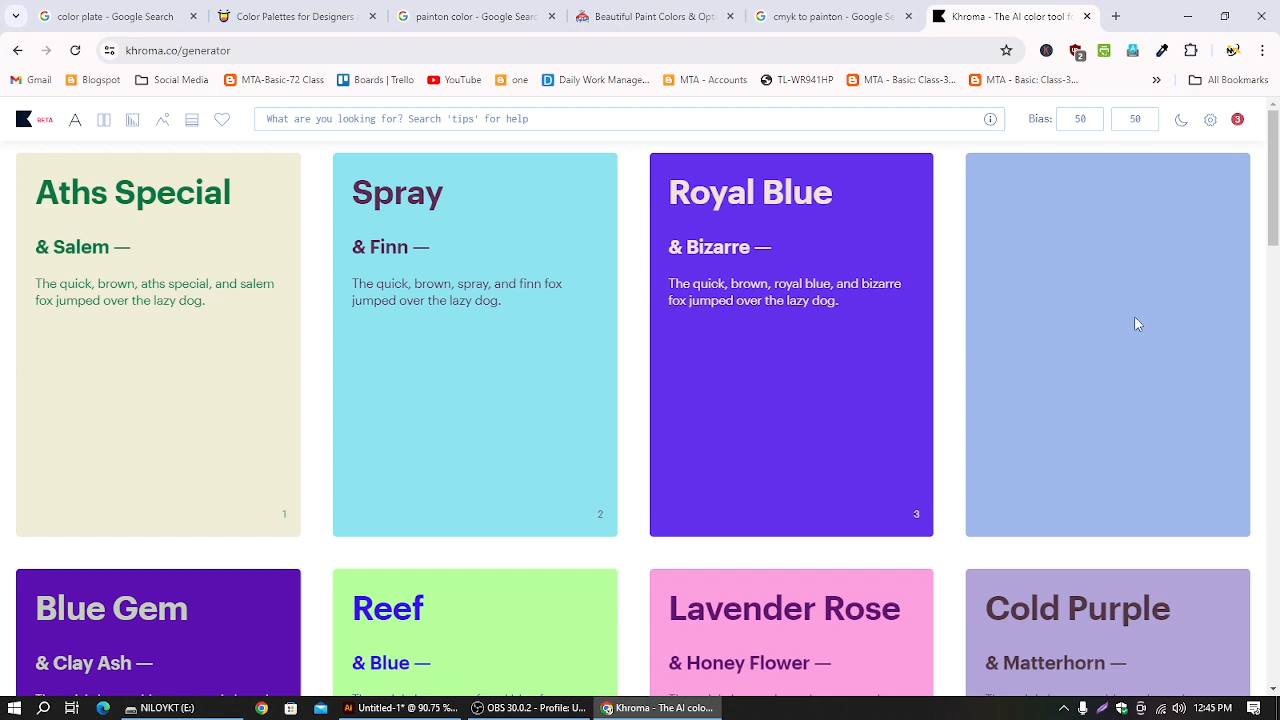 google color plates - Search
Color Palettes for Designers
painton color - Google Search
Beautiful Paint Colors & Opt
cmyk to painton - Google Se
Khroma - The AI color tool fo
khroma.co/generator
2
Gmail
Blogspot
Social Media
MTA-Basic-72 Class
Boards | Trello
YouTube
one
Daily Work Manage...
MTA - Accounts
TL-WR941HP
MTA - Basic: Class-3...
MTA - Basic: Class-3...
»
All Bookmarks
BETA
What are you looking for? Search 'tips' for help
Bias:
50
50
3
Aths Special
& Salem —
The quick, brown, aths special, and salem
fox jumped over the lazy dog.
1
Spray
& Finn —
The quick, brown, spray, and finn fox
jumped over the lazy dog.
2
Royal Blue
& Bizarre —
The quick, brown, royal blue, and bizarre
fox jumped over the lazy dog.
3
Blue Gem
& Clay Ash —
Reef
& Blue —
Lavender Rose
& Honey Flower —
Cold Purple
& Matterhorn —
NILOYKT (E:)
Untitled-1* @ 90.75 %...
OBS 30.0.2 - Profile U...
Khroma - The AI colo...
12:45 PM